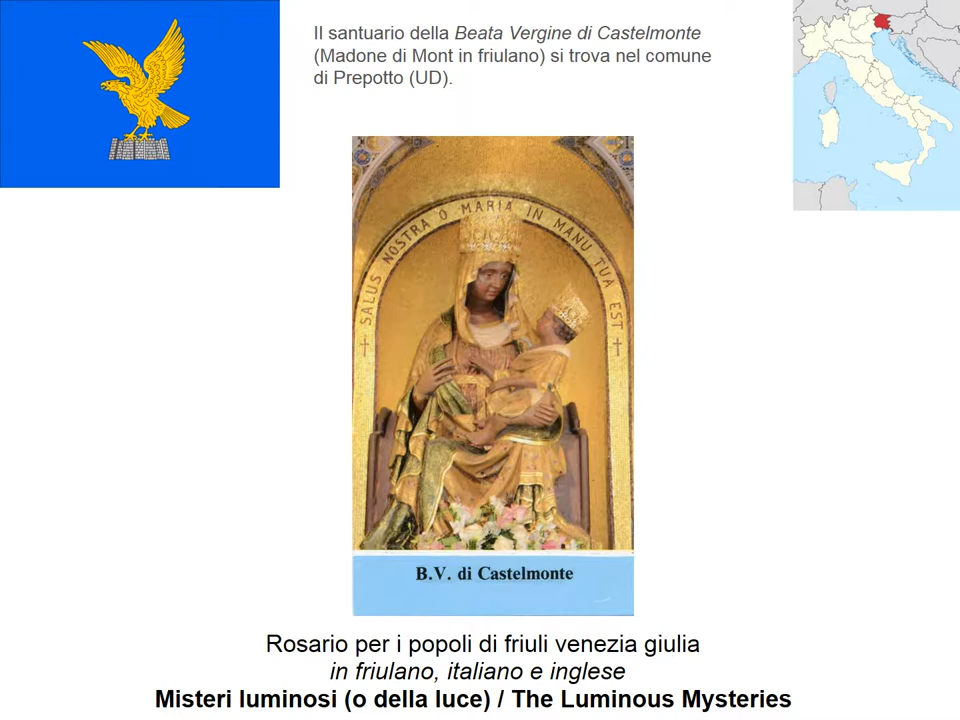 Il santuario della Beata Vergine di Castelmonte
(Madone di Mont in friulano) si trova nel comune
di Prepotto (UD).
† SALUS NOSTRA O MARIA IN MANU TUA EST †
B.V. di Castelmonte
Rosario per i popoli di friuli venezia giulia
in friulano, italiano e inglese
Misteri luminosi (o della luce) / The Luminous Mysteries